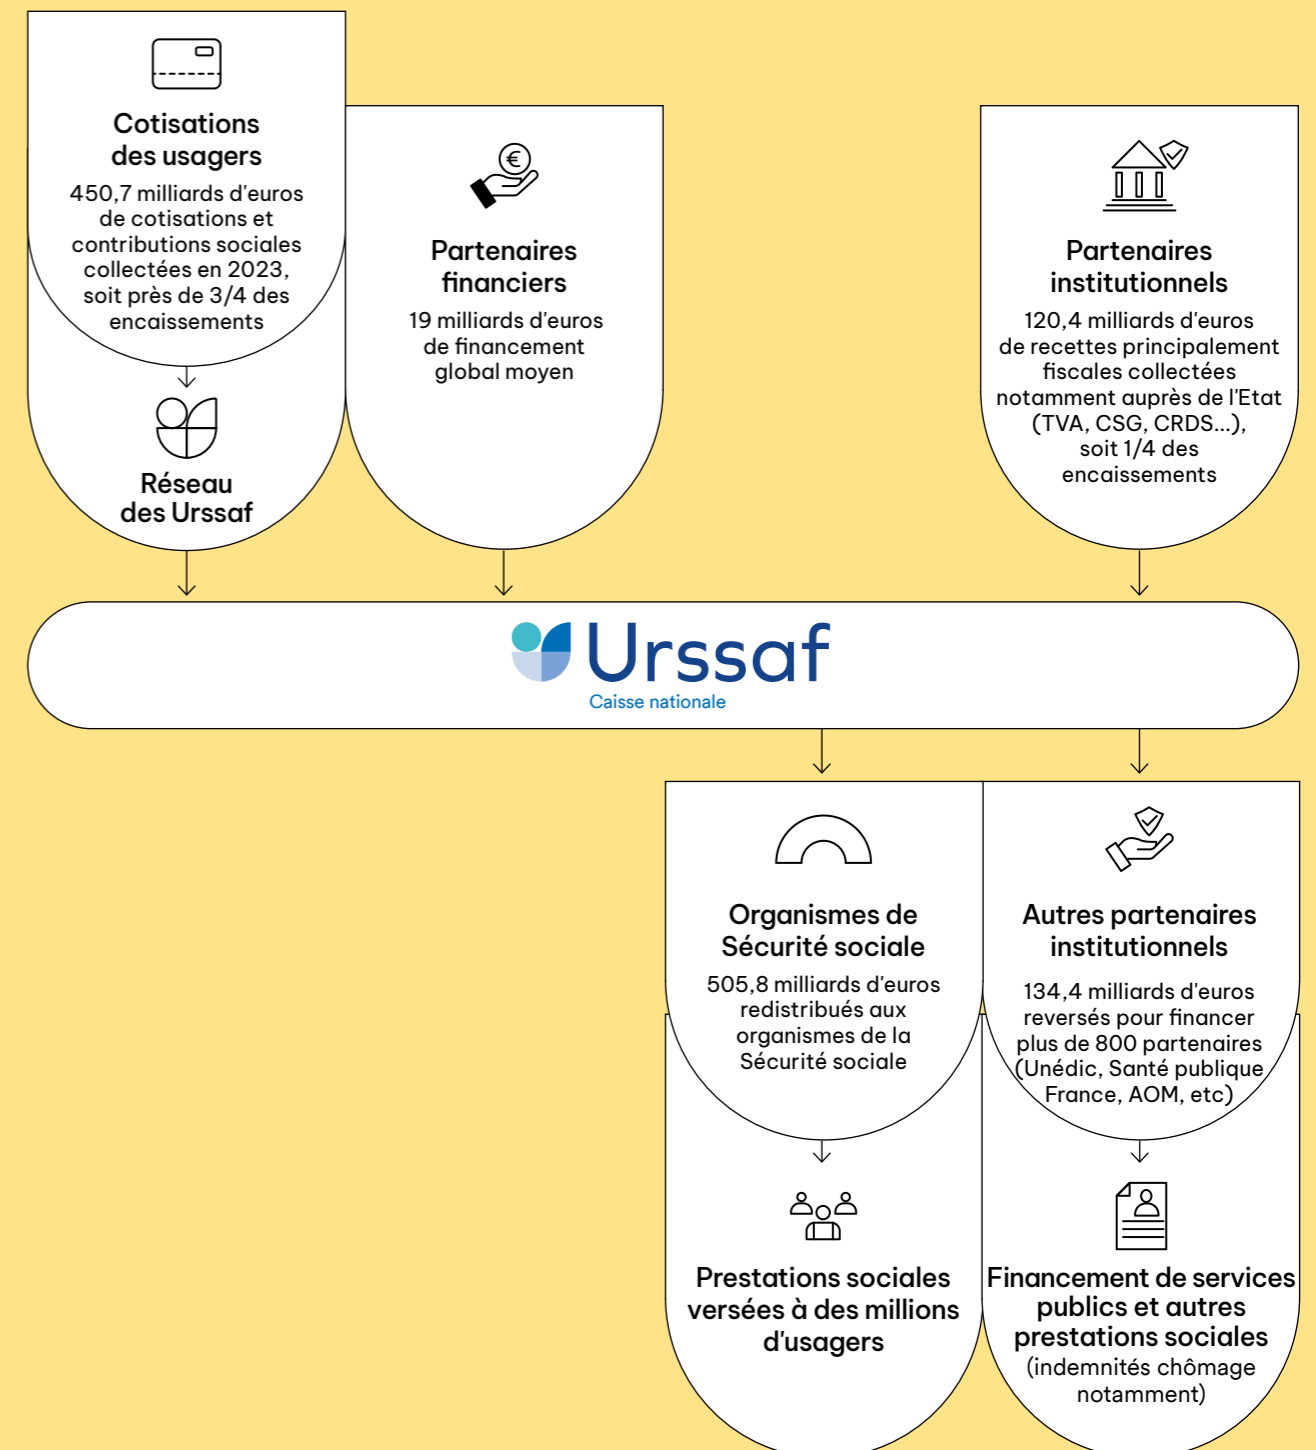 Cotisations
des usagers
450,7 milliards d'euros
de cotisations et
contributions sociales
collectées en 2023,
soit près de 3/4 des
encaissements
Réseau
des Urssaf
Partenaires
financiers
19 milliards d'euros
de financement
global moyen
Partenaires
institutionnels
120,4 milliards d'euros
de recettes principalement
fiscales collectées
notamment auprès de l'Etat
(TVA, CSG, CRDS...),
soit 1/4 des
encaissements
Urssaf
Caisse nationale
Organismes de
Sécurité sociale
505,8 milliards d'euros
redistribués aux
organismes de la
Sécurité sociale
Prestations sociales
versées à des millions
d'usagers
Autres partenaires
institutionnels
134,4 milliards d'euros
reversés pour financer
plus de 800 partenaires
(Unédic, Santé publique
France, AOM, etc)
Financement de services
publics et autres
prestations sociales
(indemnités chômage
notamment)